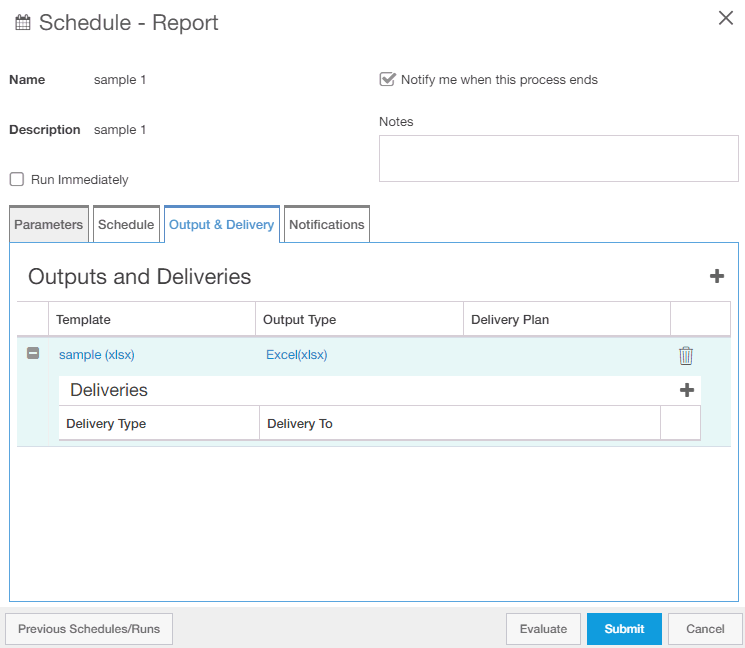 Schedule - Report
Name sample 1
Notify me when this process ends
Description sample 1
Notes
Run Immediately
Parameters Schedule Output & Delivery Notifications
Outputs and Deliveries
Template Output Type Delivery Plan
sample (xlsx) Excel(xlsx)
Deliveries
Delivery Type Delivery To
Previous Schedules/Runs Evaluate Submit Cancel